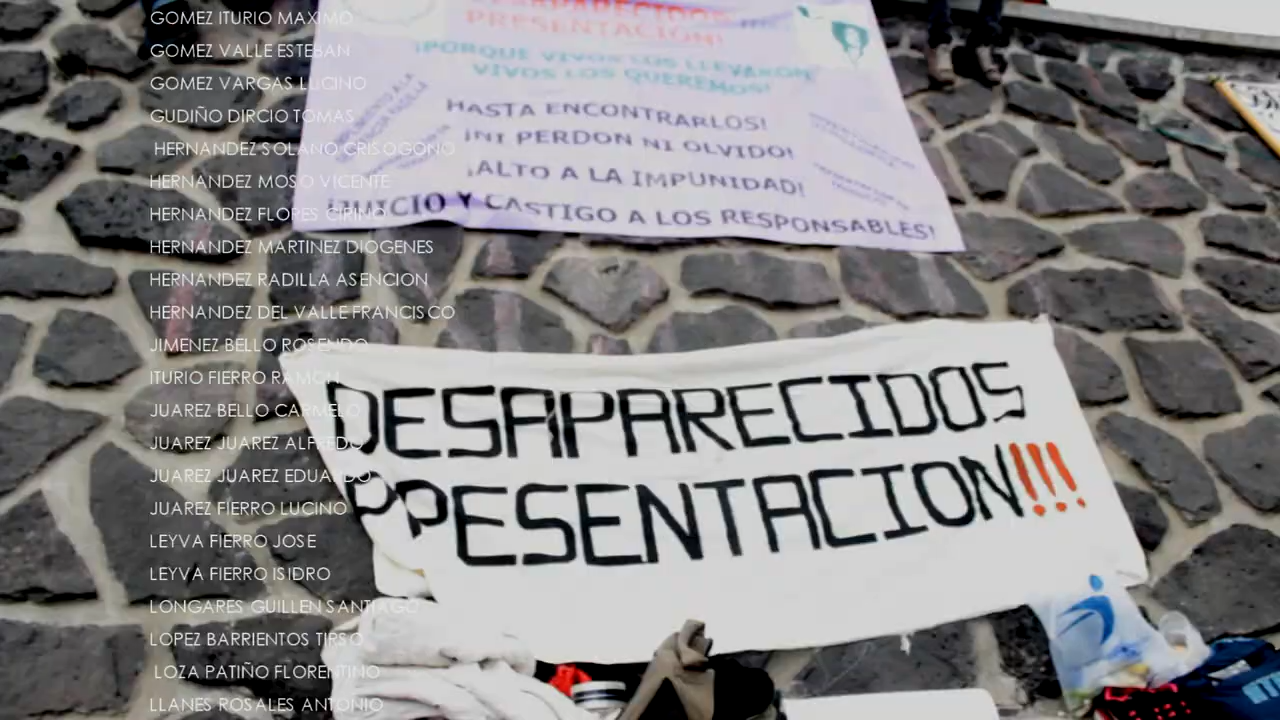 GOMEZ ITURIO MAXIMO
GOMEZ VALLE ESTEBAN
GOMEZ VARGAS LUCINO
GUDIÑO DIRCIO TOMAS
HERNANDEZ SOLANO CRISOGONO
HERNANDEZ MOSO VICENTE
HERNANDEZ FLORES CIRINO
HERNANDEZ MARTINEZ DIOGENES
HERNANDEZ RADILLA ASENCION
HERNANDEZ DEL VALLE FRANCISCO
JIMENEZ BELLO ROSENDO
ITURIO FIERRO RAMON
JUAREZ BELLO CARMELO
JUAREZ JUAREZ ALFREDO
JUAREZ JUAREZ EDUARDO
JUAREZ FIERRO LUCINO
LEYVA FIERRO JOSE
LEYVA FIERRO ISIDRO
LONGARES GUILLEN SANTIAGO
LOPEZ BARRIENTOS TIRSO
LOZA PATIÑO FLORENTINO
LLANES ROSALES ANTONIO
DESAPARECIDOS
PRESENTACION!
¡PORQUE VIVOS LOS LLEVARON
VIVOS LOS QUEREMOS!
HASTA ENCONTRARLOS!
¡NI PERDON NI OLVIDO!
¡ALTO A LA IMPUNIDAD!
¡JUICIO Y CASTIGO A LOS RESPONSABLES!
DESAPARECIDOS
PRESENTACION!!!